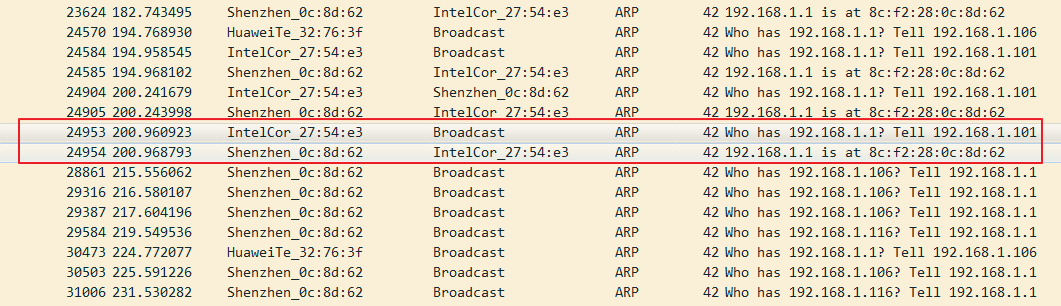 23624 182.743495 Shenzhen_0c:8d:62 IntelCor_27:54:e3 ARP 42 192.168.1.1 is at 8c:f2:28:0c:8d:62
24570 194.768930 HuaweiTe_32:76:3f Broadcast ARP 42 Who has 192.168.1.1? Tell 192.168.1.106
24584 194.958545 IntelCor_27:54:e3 Broadcast ARP 42 Who has 192.168.1.1? Tell 192.168.1.101
24585 194.968102 Shenzhen_0c:8d:62 IntelCor_27:54:e3 ARP 42 192.168.1.1 is at 8c:f2:28:0c:8d:62
24904 200.241679 IntelCor_27:54:e3 Shenzhen_0c:8d:62 ARP 42 Who has 192.168.1.1? Tell 192.168.1.101
24905 200.243998 Shenzhen_0c:8d:62 IntelCor_27:54:e3 ARP 42 192.168.1.1 is at 8c:f2:28:0c:8d:62
24953 200.960923 IntelCor_27:54:e3 Broadcast ARP 42 Who has 192.168.1.1? Tell 192.168.1.101
24954 200.968793 Shenzhen_0c:8d:62 IntelCor_27:54:e3 ARP 42 192.168.1.1 is at 8c:f2:28:0c:8d:62
28861 215.556062 Shenzhen_0c:8d:62 Broadcast ARP 42 Who has 192.168.1.106? Tell 192.168.1.1
29316 216.580107 Shenzhen_0c:8d:62 Broadcast ARP 42 Who has 192.168.1.106? Tell 192.168.1.1
29387 217.604196 Shenzhen_0c:8d:62 Broadcast ARP 42 Who has 192.168.1.106? Tell 192.168.1.1
29584 219.549536 Shenzhen_0c:8d:62 Broadcast ARP 42 Who has 192.168.1.116? Tell 192.168.1.1
30473 224.772077 HuaweiTe_32:76:3f Broadcast ARP 42 Who has 192.168.1.1? Tell 192.168.1.106
30503 225.591226 Shenzhen_0c:8d:62 Broadcast ARP 42 Who has 192.168.1.106? Tell 192.168.1.1
31006 231.530282 Shenzhen_0c:8d:62 Broadcast ARP 42 Who has 192.168.1.116? Tell 192.168.1.1